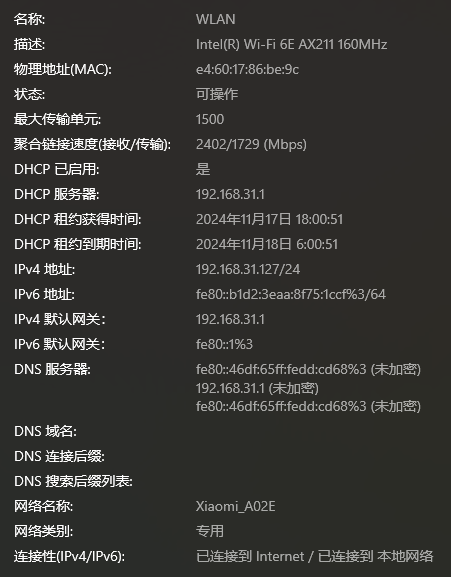 名称: WLAN
描述: Intel(R) Wi-Fi 6E AX211 160MHz
物理地址(MAC): e4:60:17:86:be:9c
状态: 可操作
最大传输单元: 1500
聚合链接速度(接收/传输): 2402/1729 (Mbps)
DHCP 已启用: 是
DHCP 服务器: 192.168.31.1
DHCP 租约获得时间: 2024年11月17日 18:00:51
DHCP 租约到期时间: 2024年11月18日 6:00:51
IPv4 地址: 192.168.31.127/24
IPv6 地址: fe80::b1d2:3eaa:8f75:1ccf%3/64
IPv4 默认网关: 192.168.31.1
IPv6 默认网关: fe80::1%3
DNS 服务器: fe80::46df:65ff:fedd:cd68%3 (未加密)
192.168.31.1 (未加密)
fe80::46df:65ff:fedd:cd68%3 (未加密)
DNS 域名:
DNS 连接后缀:
DNS 搜索后缀列表:
网络名称: Xiaomi_A02E
网络类别: 专用
连接性(IPv4/IPv6): 已连接到 Internet / 已连接到 本地网络